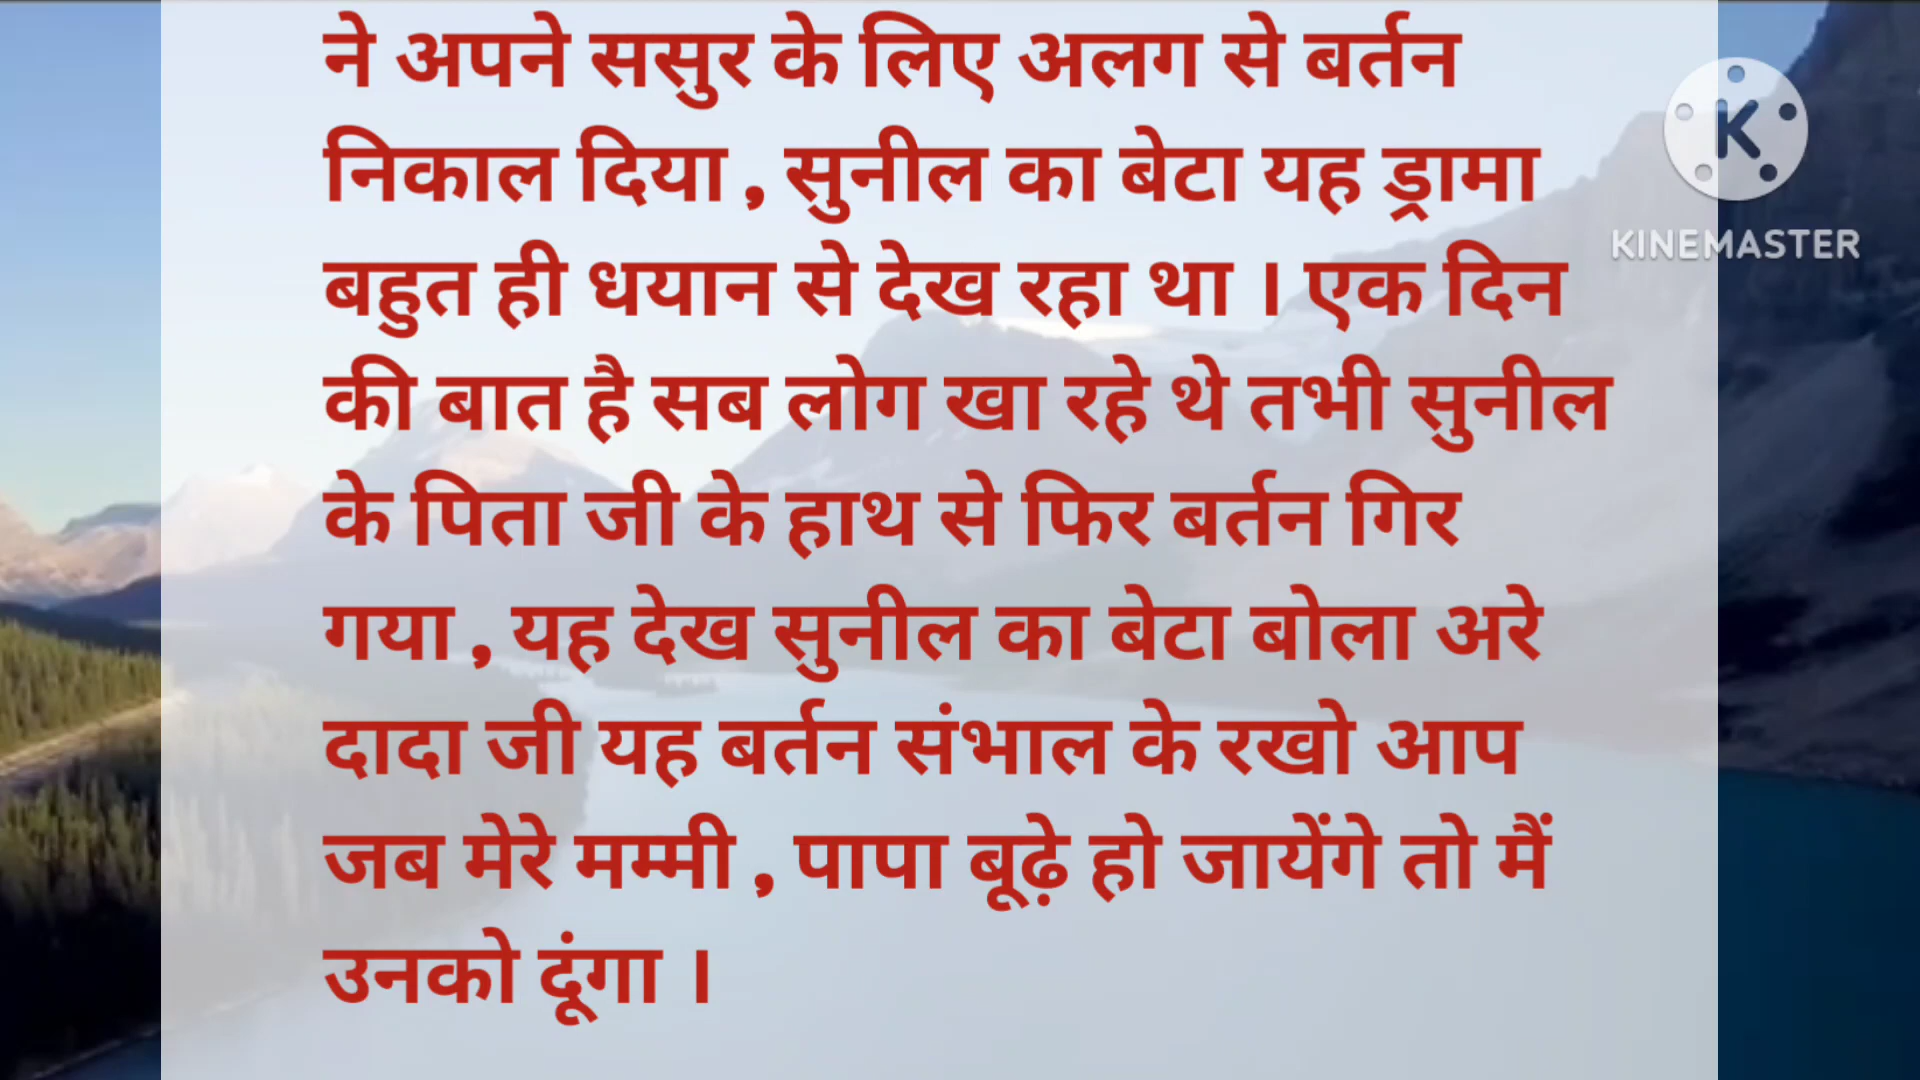 ने अपने ससुर के लिए अलग से बर्तन
निकाल दिया , सुनील का बेटा यह ड्रामा
बहुत ही धयान से देख रहा था । एक दिन
की बात है सब लोग खा रहे थे तभी सुनील
के पिता जी के हाथ से फिर बर्तन गिर
गया , यह देख सुनील का बेटा बोला अरे
दादा जी यह बर्तन संभाल के रखो आप
जब मेरे मम्मी , पापा बूढ़े हो जायेंगे तो मैं
उनको दूंगा ।
K
KINEMASTER